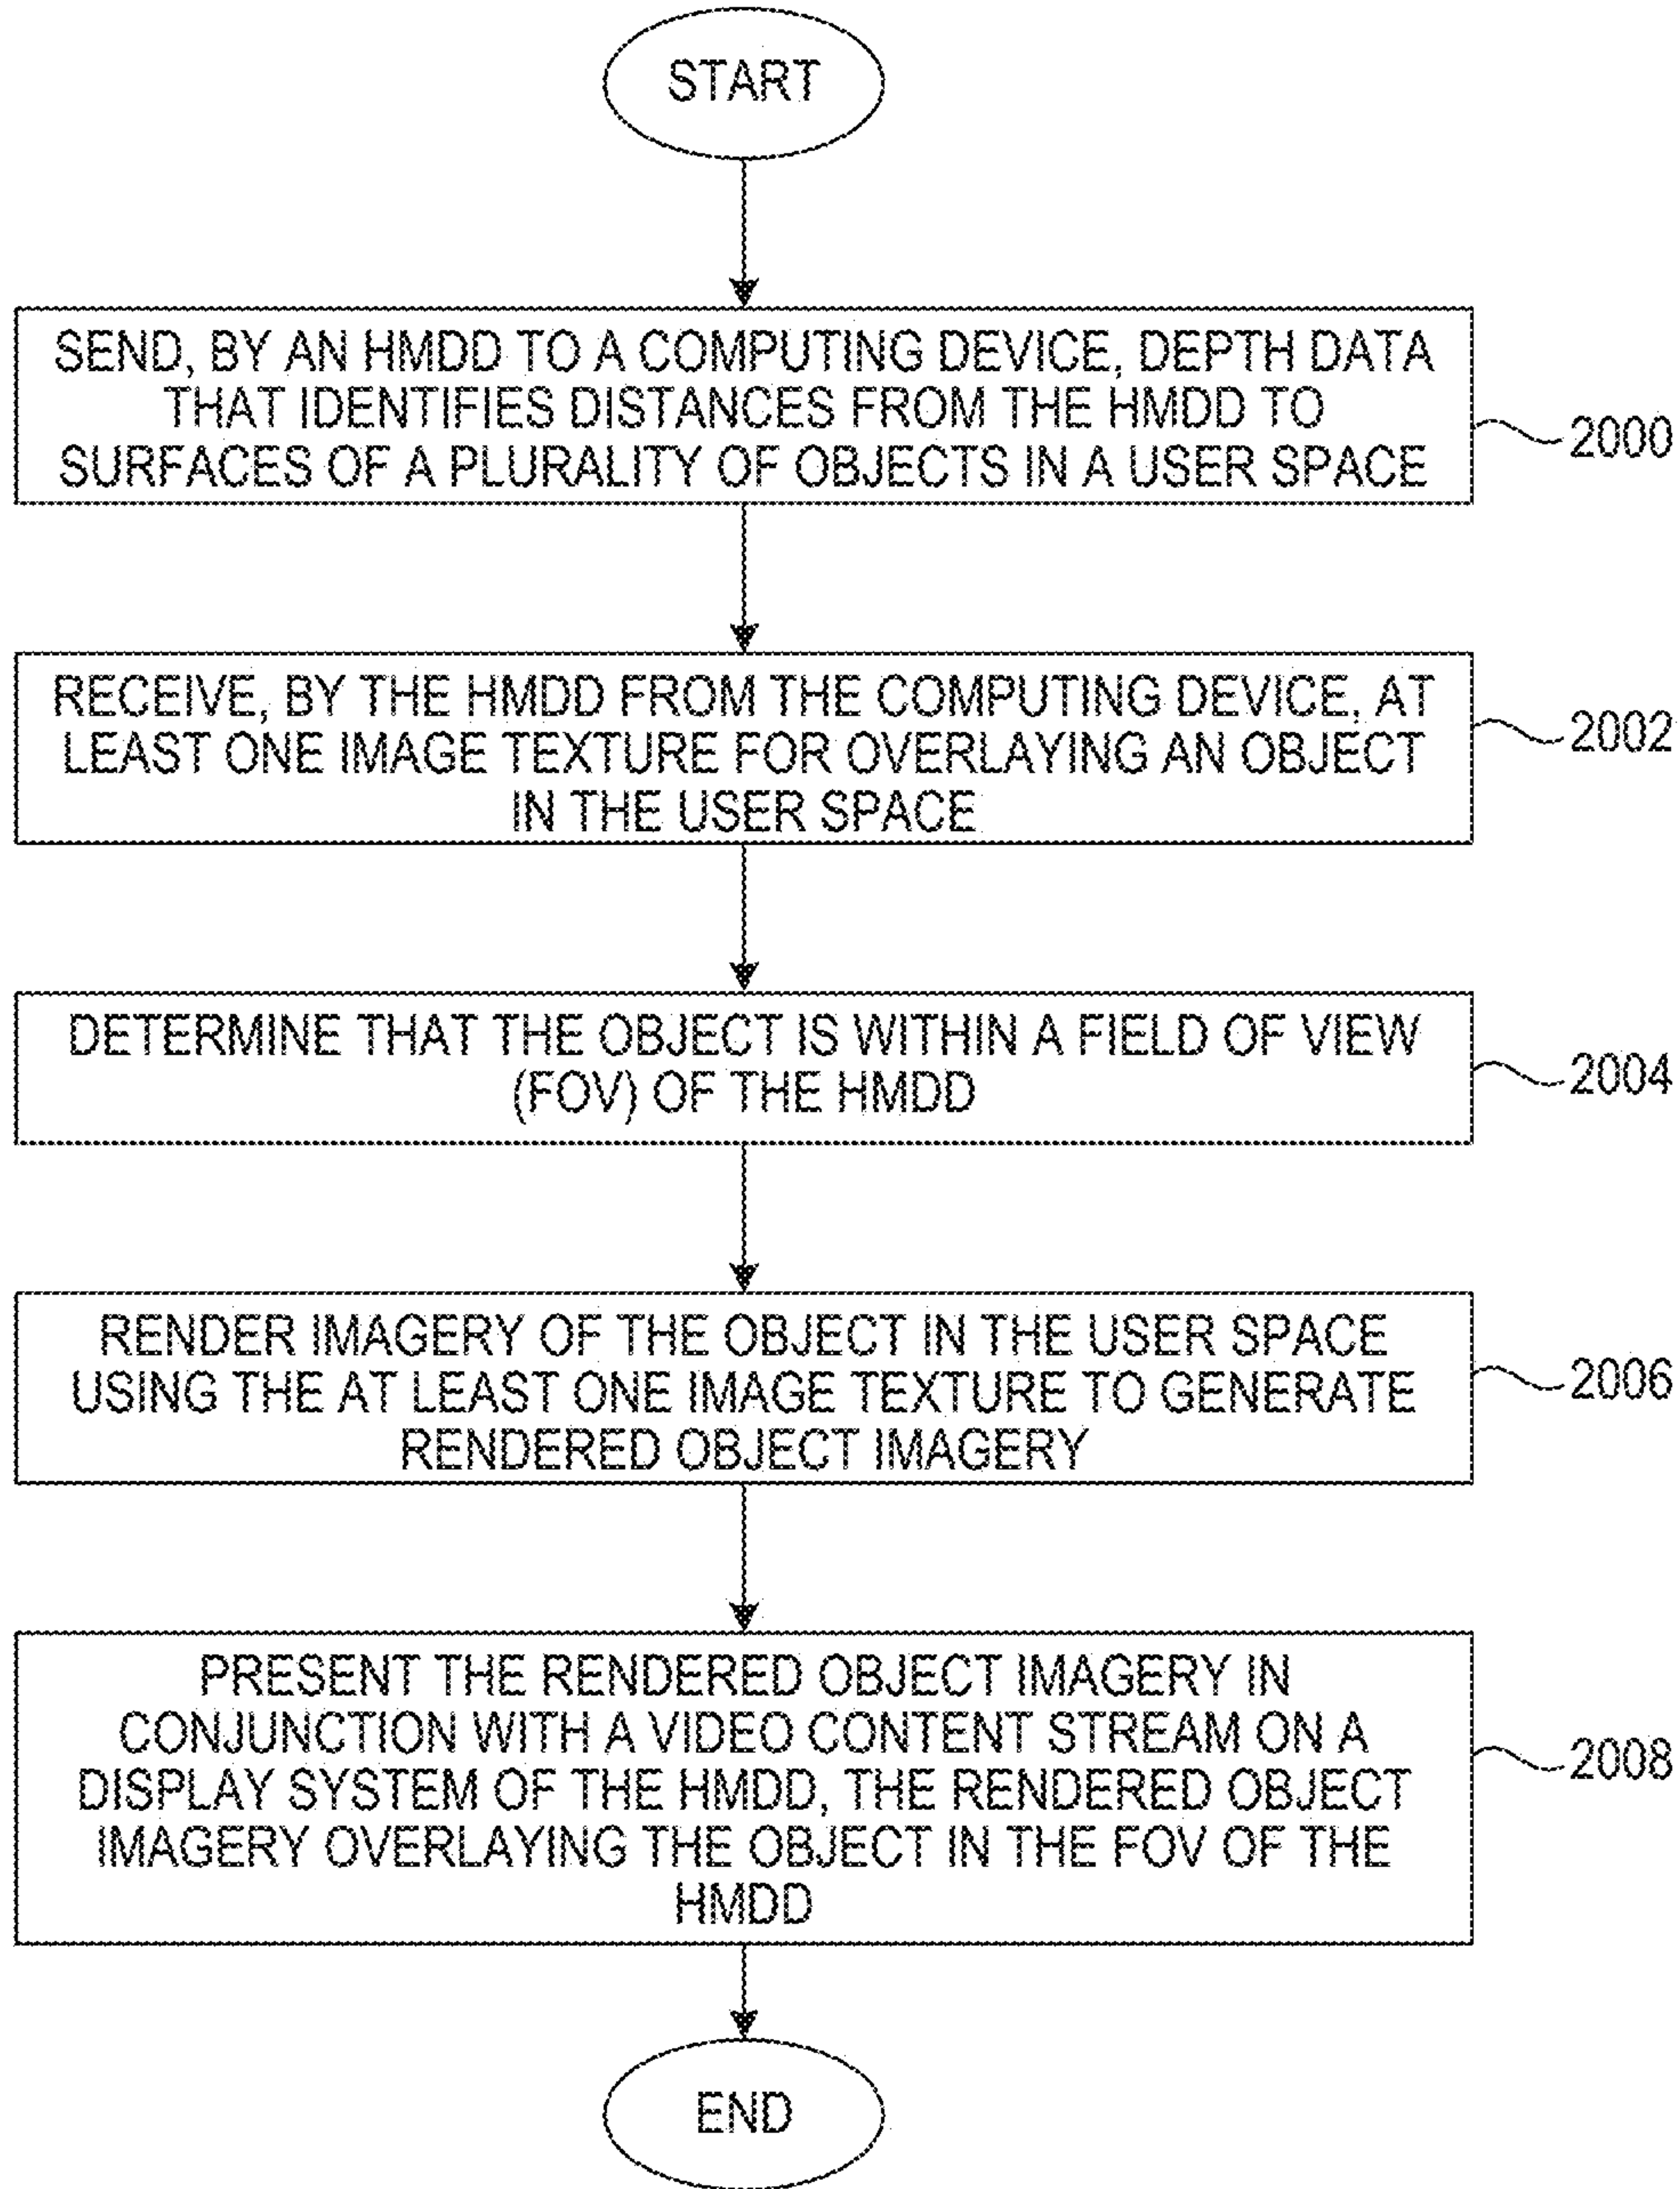 START
SEND, BY AN HMDD TO A COMPUTING DEVICE, DEPTH DATA
THAT IDENTIFIES DISTANCES FROM THE HMDD TO
SURFACES OF A PLURALITY OF OBJECTS IN A USER SPACE
2000
RECEIVE, BY THE HMDD FROM THE COMPUTING DEVICE, AT
LEAST ONE IMAGE TEXTURE FOR OVERLAYING AN OBJECT
IN THE USER SPACE
2002
DETERMINE THAT THE OBJECT IS WITHIN A FIELD OF VIEW
(FOV) OF THE HMDD
2004
RENDER IMAGERY OF THE OBJECT IN THE USER SPACE
USING THE AT LEAST ONE IMAGE TEXTURE TO GENERATE
RENDERED OBJECT IMAGERY
2006
PRESENT THE RENDERED OBJECT IMAGERY IN
CONJUNCTION WITH A VIDEO CONTENT STREAM ON A
DISPLAY SYSTEM OF THE HMDD, THE RENDERED OBJECT
IMAGERY OVERLAYING THE OBJECT IN THE FOV OF THE
HMDD
2008
END